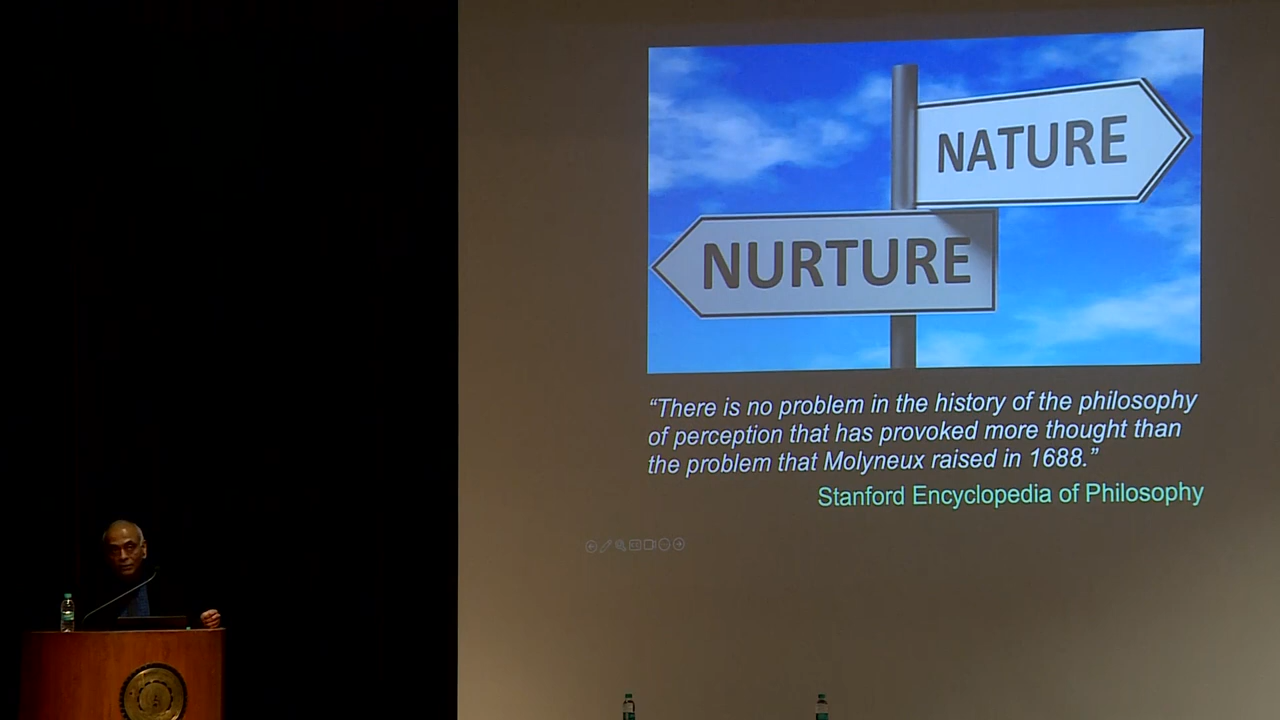 NATURE
NURTURE
“There is no problem in the history of the philosophy
of perception that has provoked more thought than
the problem that Molyneux raised in 1688.”
Stanford Encyclopedia of Philosophy